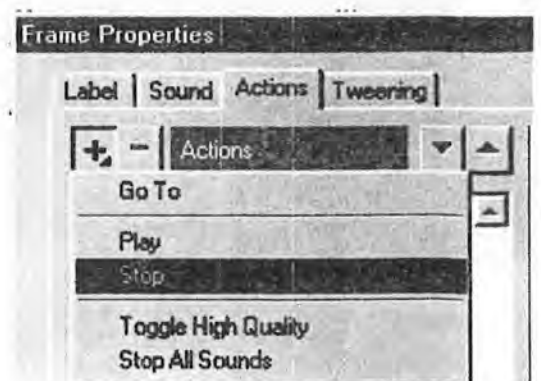 Frame Properties
Label Sound Actions Tweening
+ - Actions
Go To
Play
Stop
Toggle High Quality
Stop All Sounds